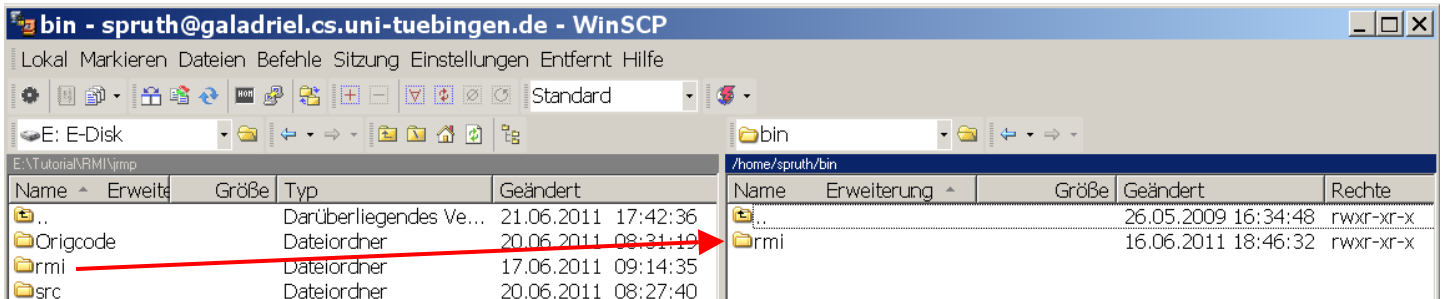 bin - spruth@galadriel.cs.uni-tuebingen.de - WinSCP
Lokal Markieren Dateien Befehle Sitzung Einstellungen Entfernt Hilfe
Standard
E: E-Disk bin
E:\Tutorial\RMI\jrmp /home/spruth/bin
Name Erweite Größe Typ Geändert Name Erweiterung Größe Geändert Rechte
.. Darüberliegendes Ve... 21.06.2011 17:42:36 .. 26.05.2009 16:34:48 rwxr-xr-x
Origcode Dateiordner 20.06.2011 08:31:19 rmi 16.06.2011 18:46:32 rwxr-xr-x
rmi Dateiordner 17.06.2011 09:14:35
src Dateiordner 20.06.2011 08:27:40